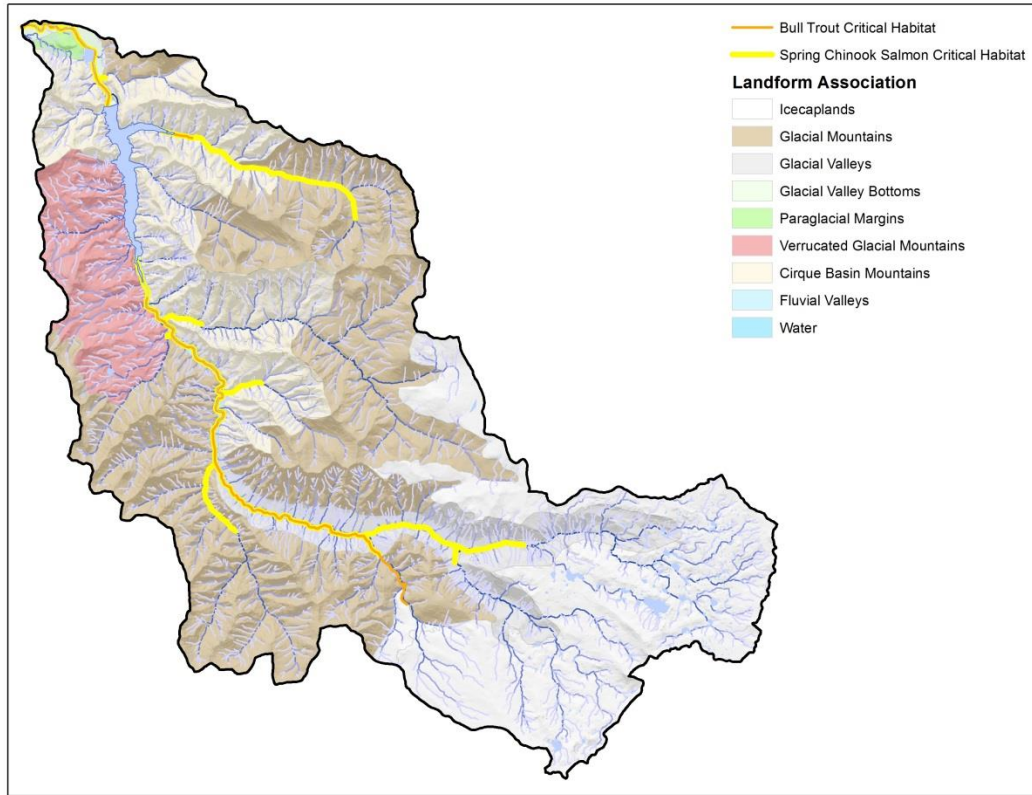 Bull Trout Critical Habitat
Spring Chinook Salmon Critical Habitat
Landform Association
Icecaplands
Glacial Mountains
Glacial Valleys
Glacial Valley Bottoms
Paraglacial Margins
Verrucated Glacial Mountains
Cirque Basin Mountains
Fluvial Valleys
Water